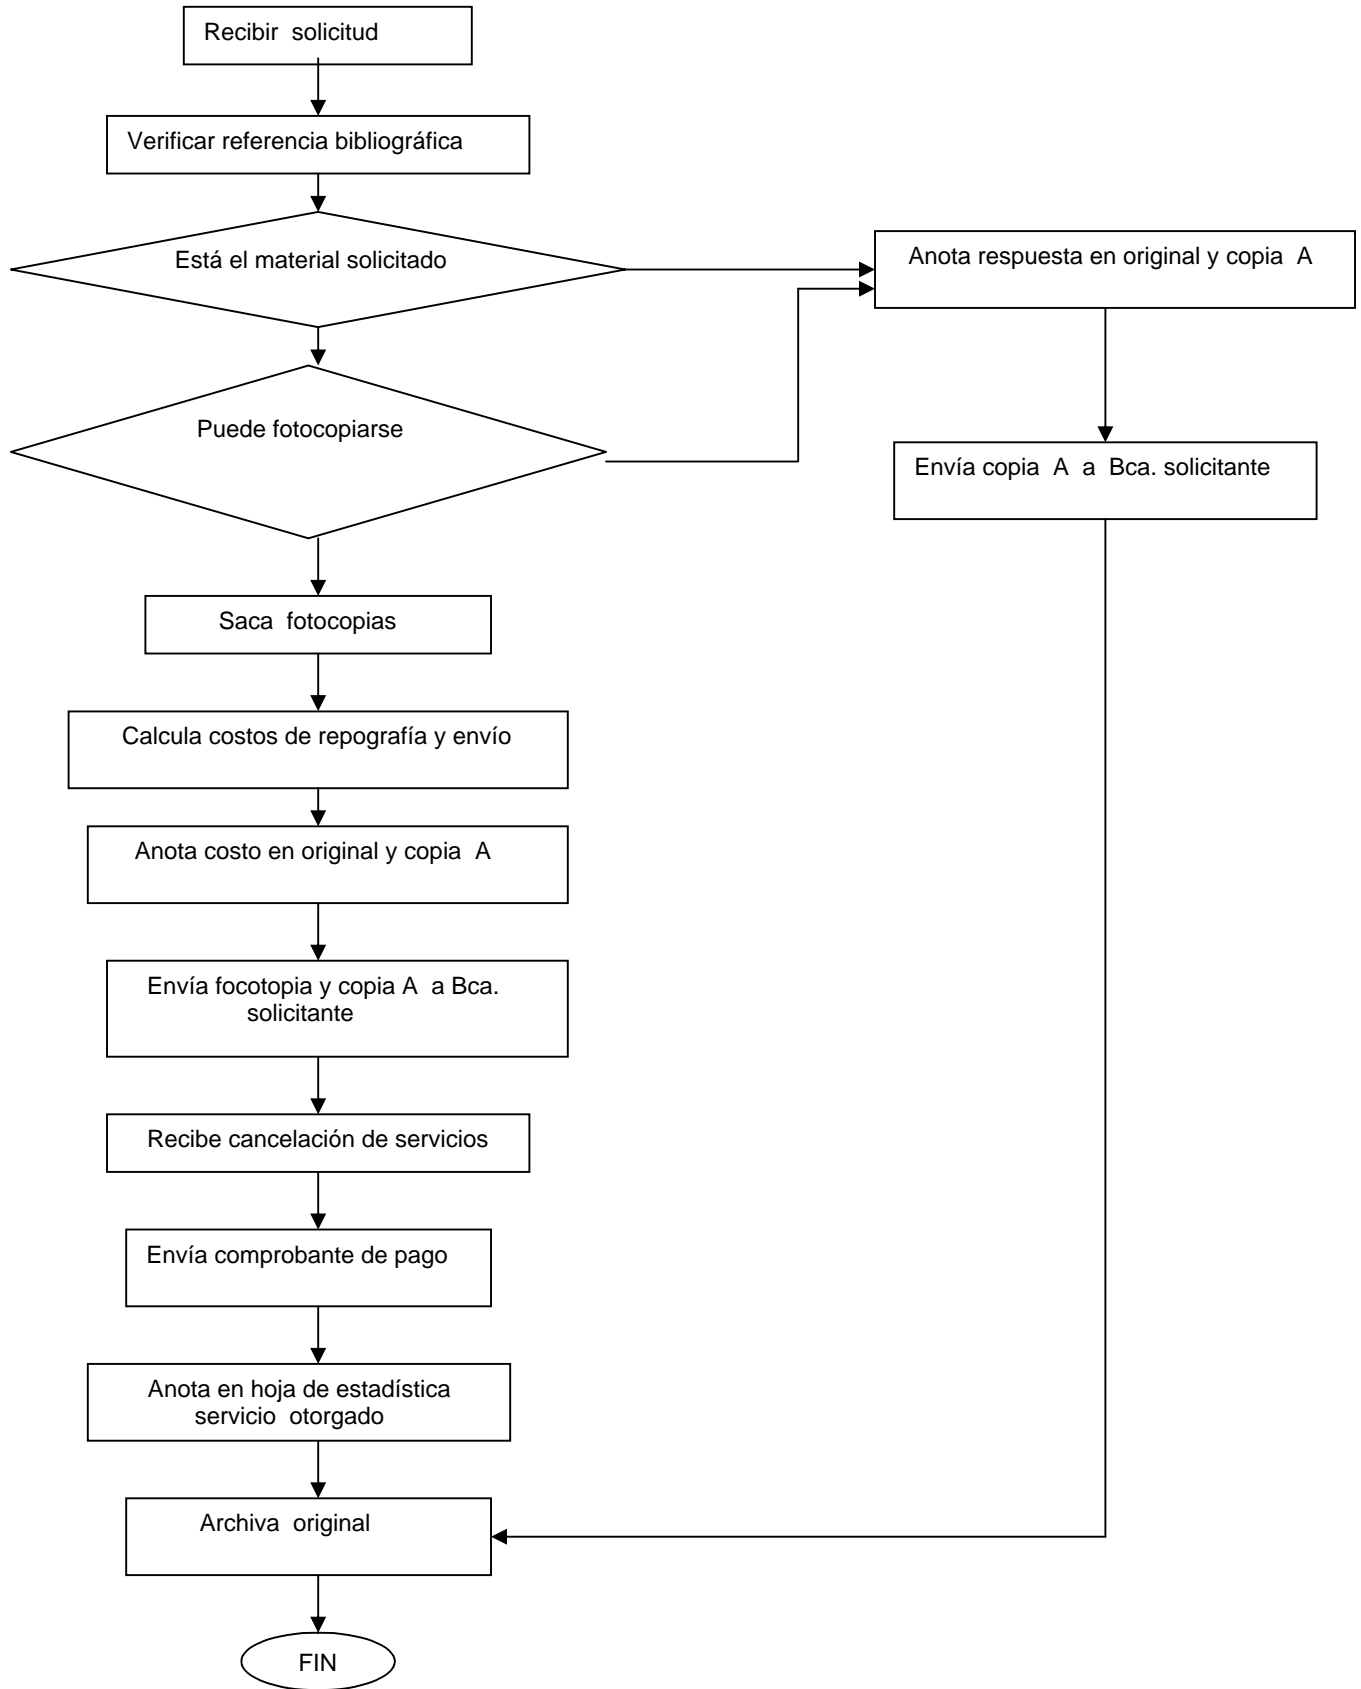 Recibir solicitud
Verificar referencia bibliográfica
Está el material solicitado
Anota respuesta en original y copia A
Puede fotocopiarse
Envía copia A a Bca. solicitante
Saca fotocopias
Calcula costos de repografía y envío
Anota costo en original y copia A
Envía focotopia y copia A a Bca.
solicitante
Recibe cancelación de servicios
Envía comprobante de pago
Anota en hoja de estadística
servicio otorgado
Archiva original
FIN